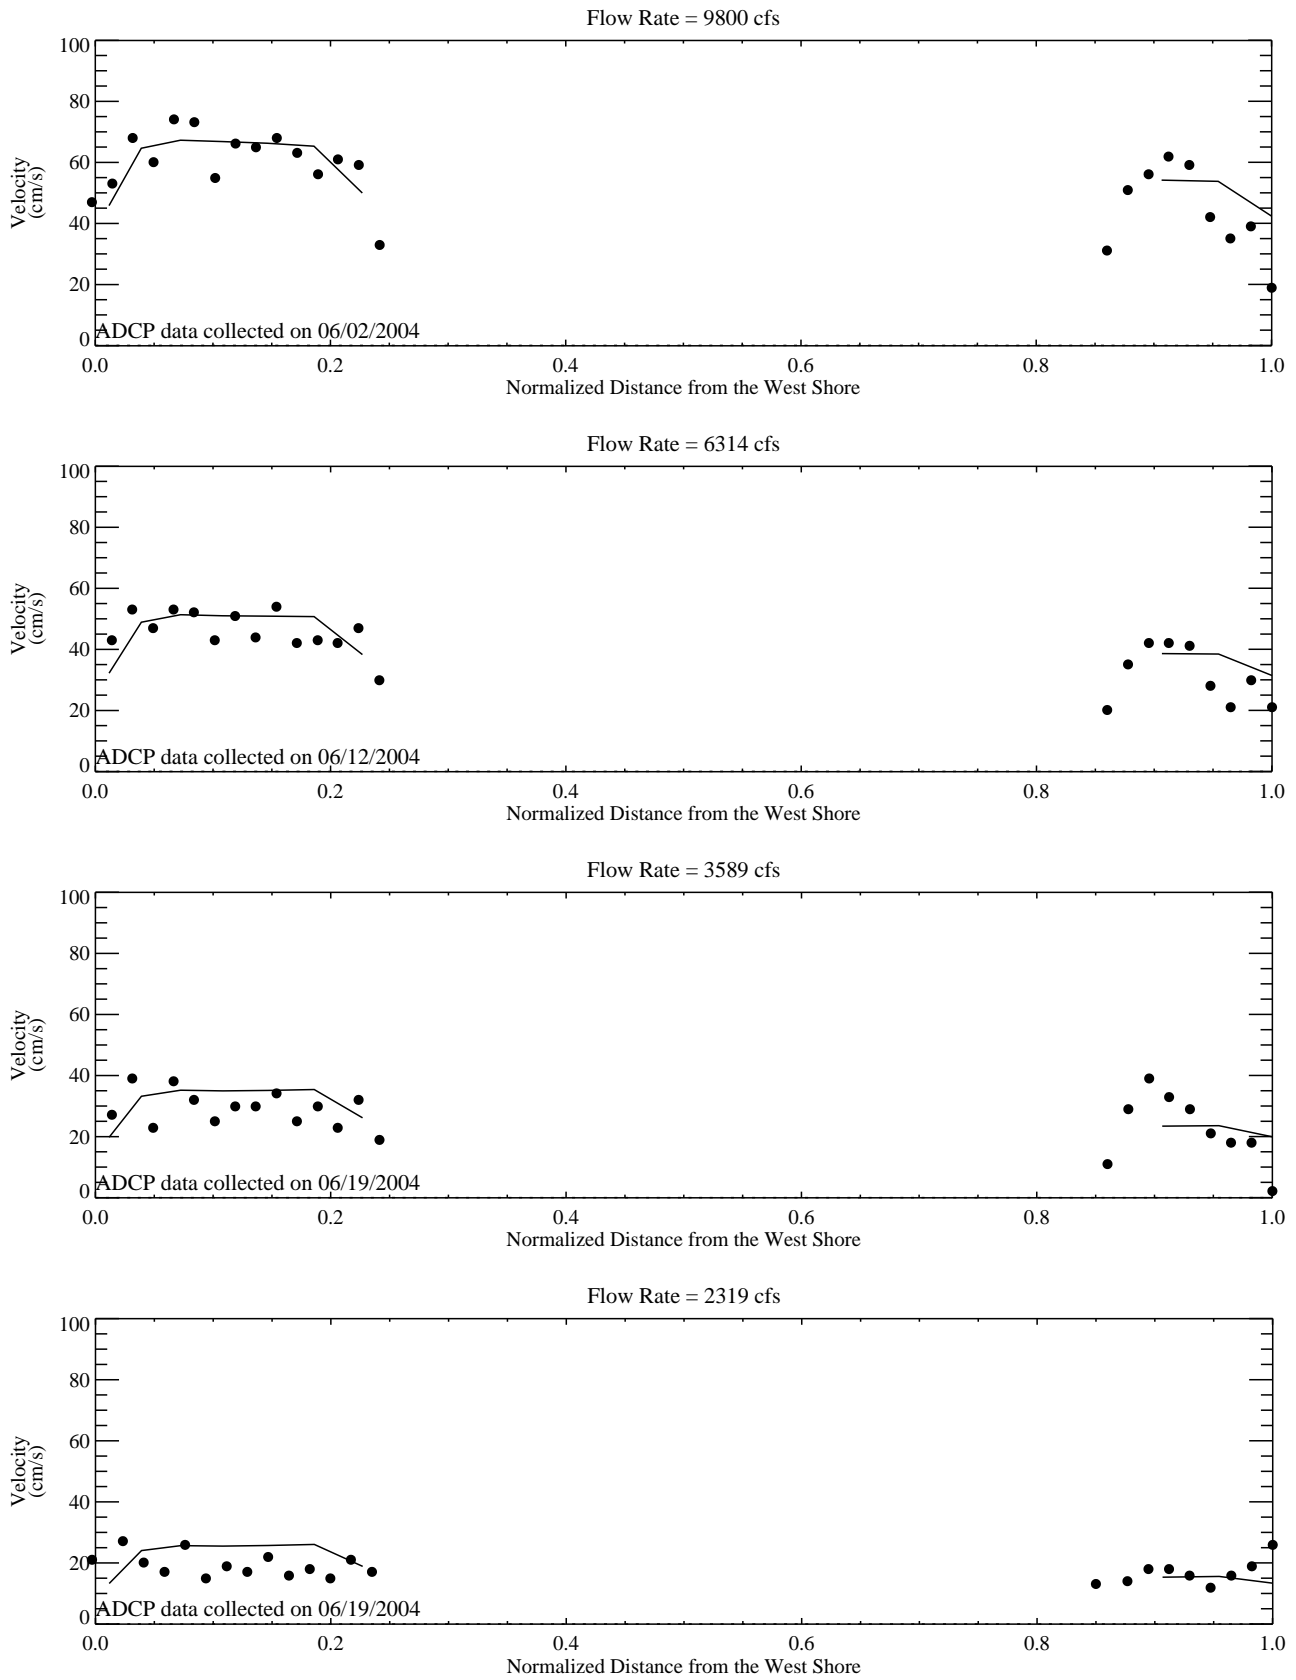 Flow Rate = 9800 cfs
100
80
60
40
20
0
Velocity
(cm/s)
ADCP data collected on 06/02/2004
0.0 0.2 0.4 0.6 0.8 1.0
Normalized Distance from the West Shore
Flow Rate = 6314 cfs
100
80
60
40
20
0
Velocity
(cm/s)
ADCP data collected on 06/12/2004
0.0 0.2 0.4 0.6 0.8 1.0
Normalized Distance from the West Shore
Flow Rate = 3589 cfs
100
80
60
40
20
0
Velocity
(cm/s)
ADCP data collected on 06/19/2004
0.0 0.2 0.4 0.6 0.8 1.0
Normalized Distance from the West Shore
Flow Rate = 2319 cfs
100
80
60
40
20
0
Velocity
(cm/s)
ADCP data collected on 06/19/2004
0.0 0.2 0.4 0.6 0.8 1.0
Normalized Distance from the West Shore